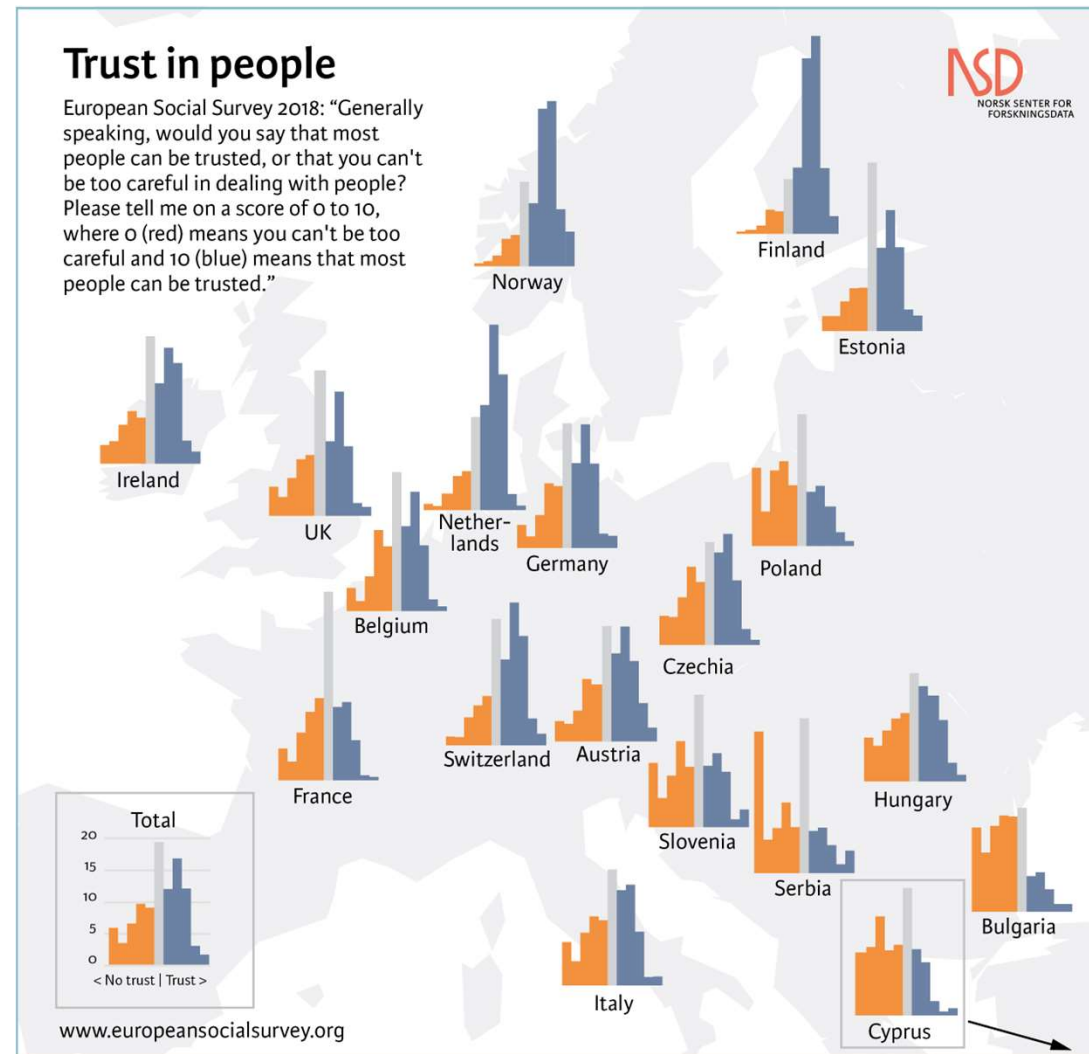 Trust in people
European Social Survey 2018: “Generally
speaking, would you say that most
people can be trusted, or that you can't
be too careful in dealing with people?
Please tell me on a score of 0 to 10,
where 0 (red) means you can't be too
careful and 10 (blue) means that most
people can be trusted.”
NSD
NORSK SENTER FOR
FORSKNINGSDATA
Norway
Finland
Estonia
Ireland
UK
Nether-
lands
Germany
Poland
Belgium
Czechia
France
Switzerland
Austria
Slovenia
Serbia
Hungary
Bulgaria
Italy
Cyprus
Total
20
15
10
5
0
< No trust | Trust >
www.europeansocialsurvey.org